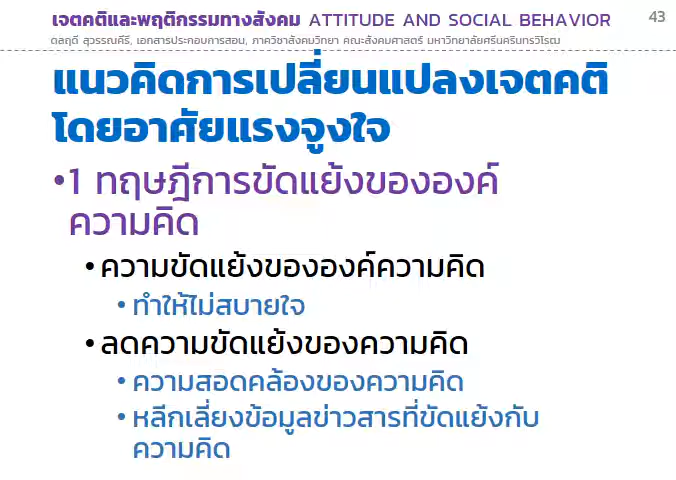 เจตคติและพฤติกรรมทางสังคม ATTITUDE AND SOCIAL BEHAVIOR 43
ดลฤดี สุวรรณคีรี, เอกสารประกอบการสอน, ภาควิชาสังคมวิทยา คณะสังคมศาสตร์ มหาวิทยาลัยศรีนครินทรวิโรฒ
แนวคิดการเปลี่ยนแปลงเจตคติ
โดยอาศัยแรงจูงใจ
•1 ทฤษฎีการขัดแย้งขององค์
ความคิด
•ความขัดแย้งขององค์ความคิด
•ทำให้ไม่สบายใจ
•ลดความขัดแย้งของความคิด
•ความสอดคล้องของความคิด
•หลีกเลี่ยงข้อมูลข่าวสารที่ขัดแย้งกับ
ความคิด